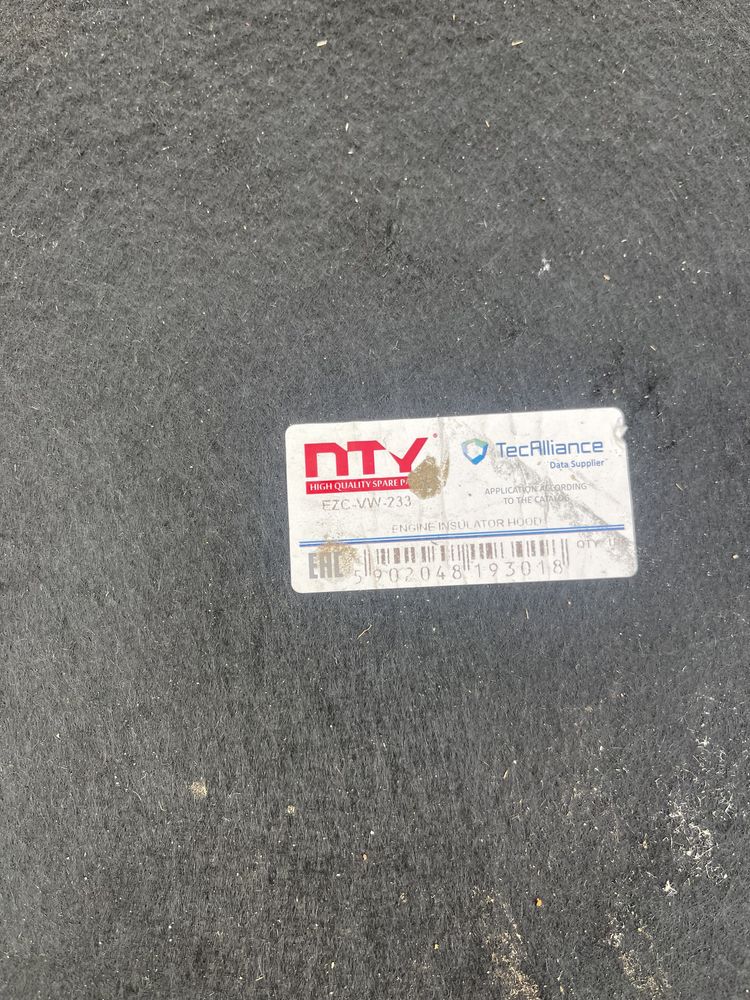 NTY®
HIGH QUALITY SPARE
EZC-VW-233
TecAlliance
Data Supplier
APPLICATION ACCORDING
TO THE CATALOG
ENGINE INSULATOR HOOD
EAC
5 902048 193018
QTY